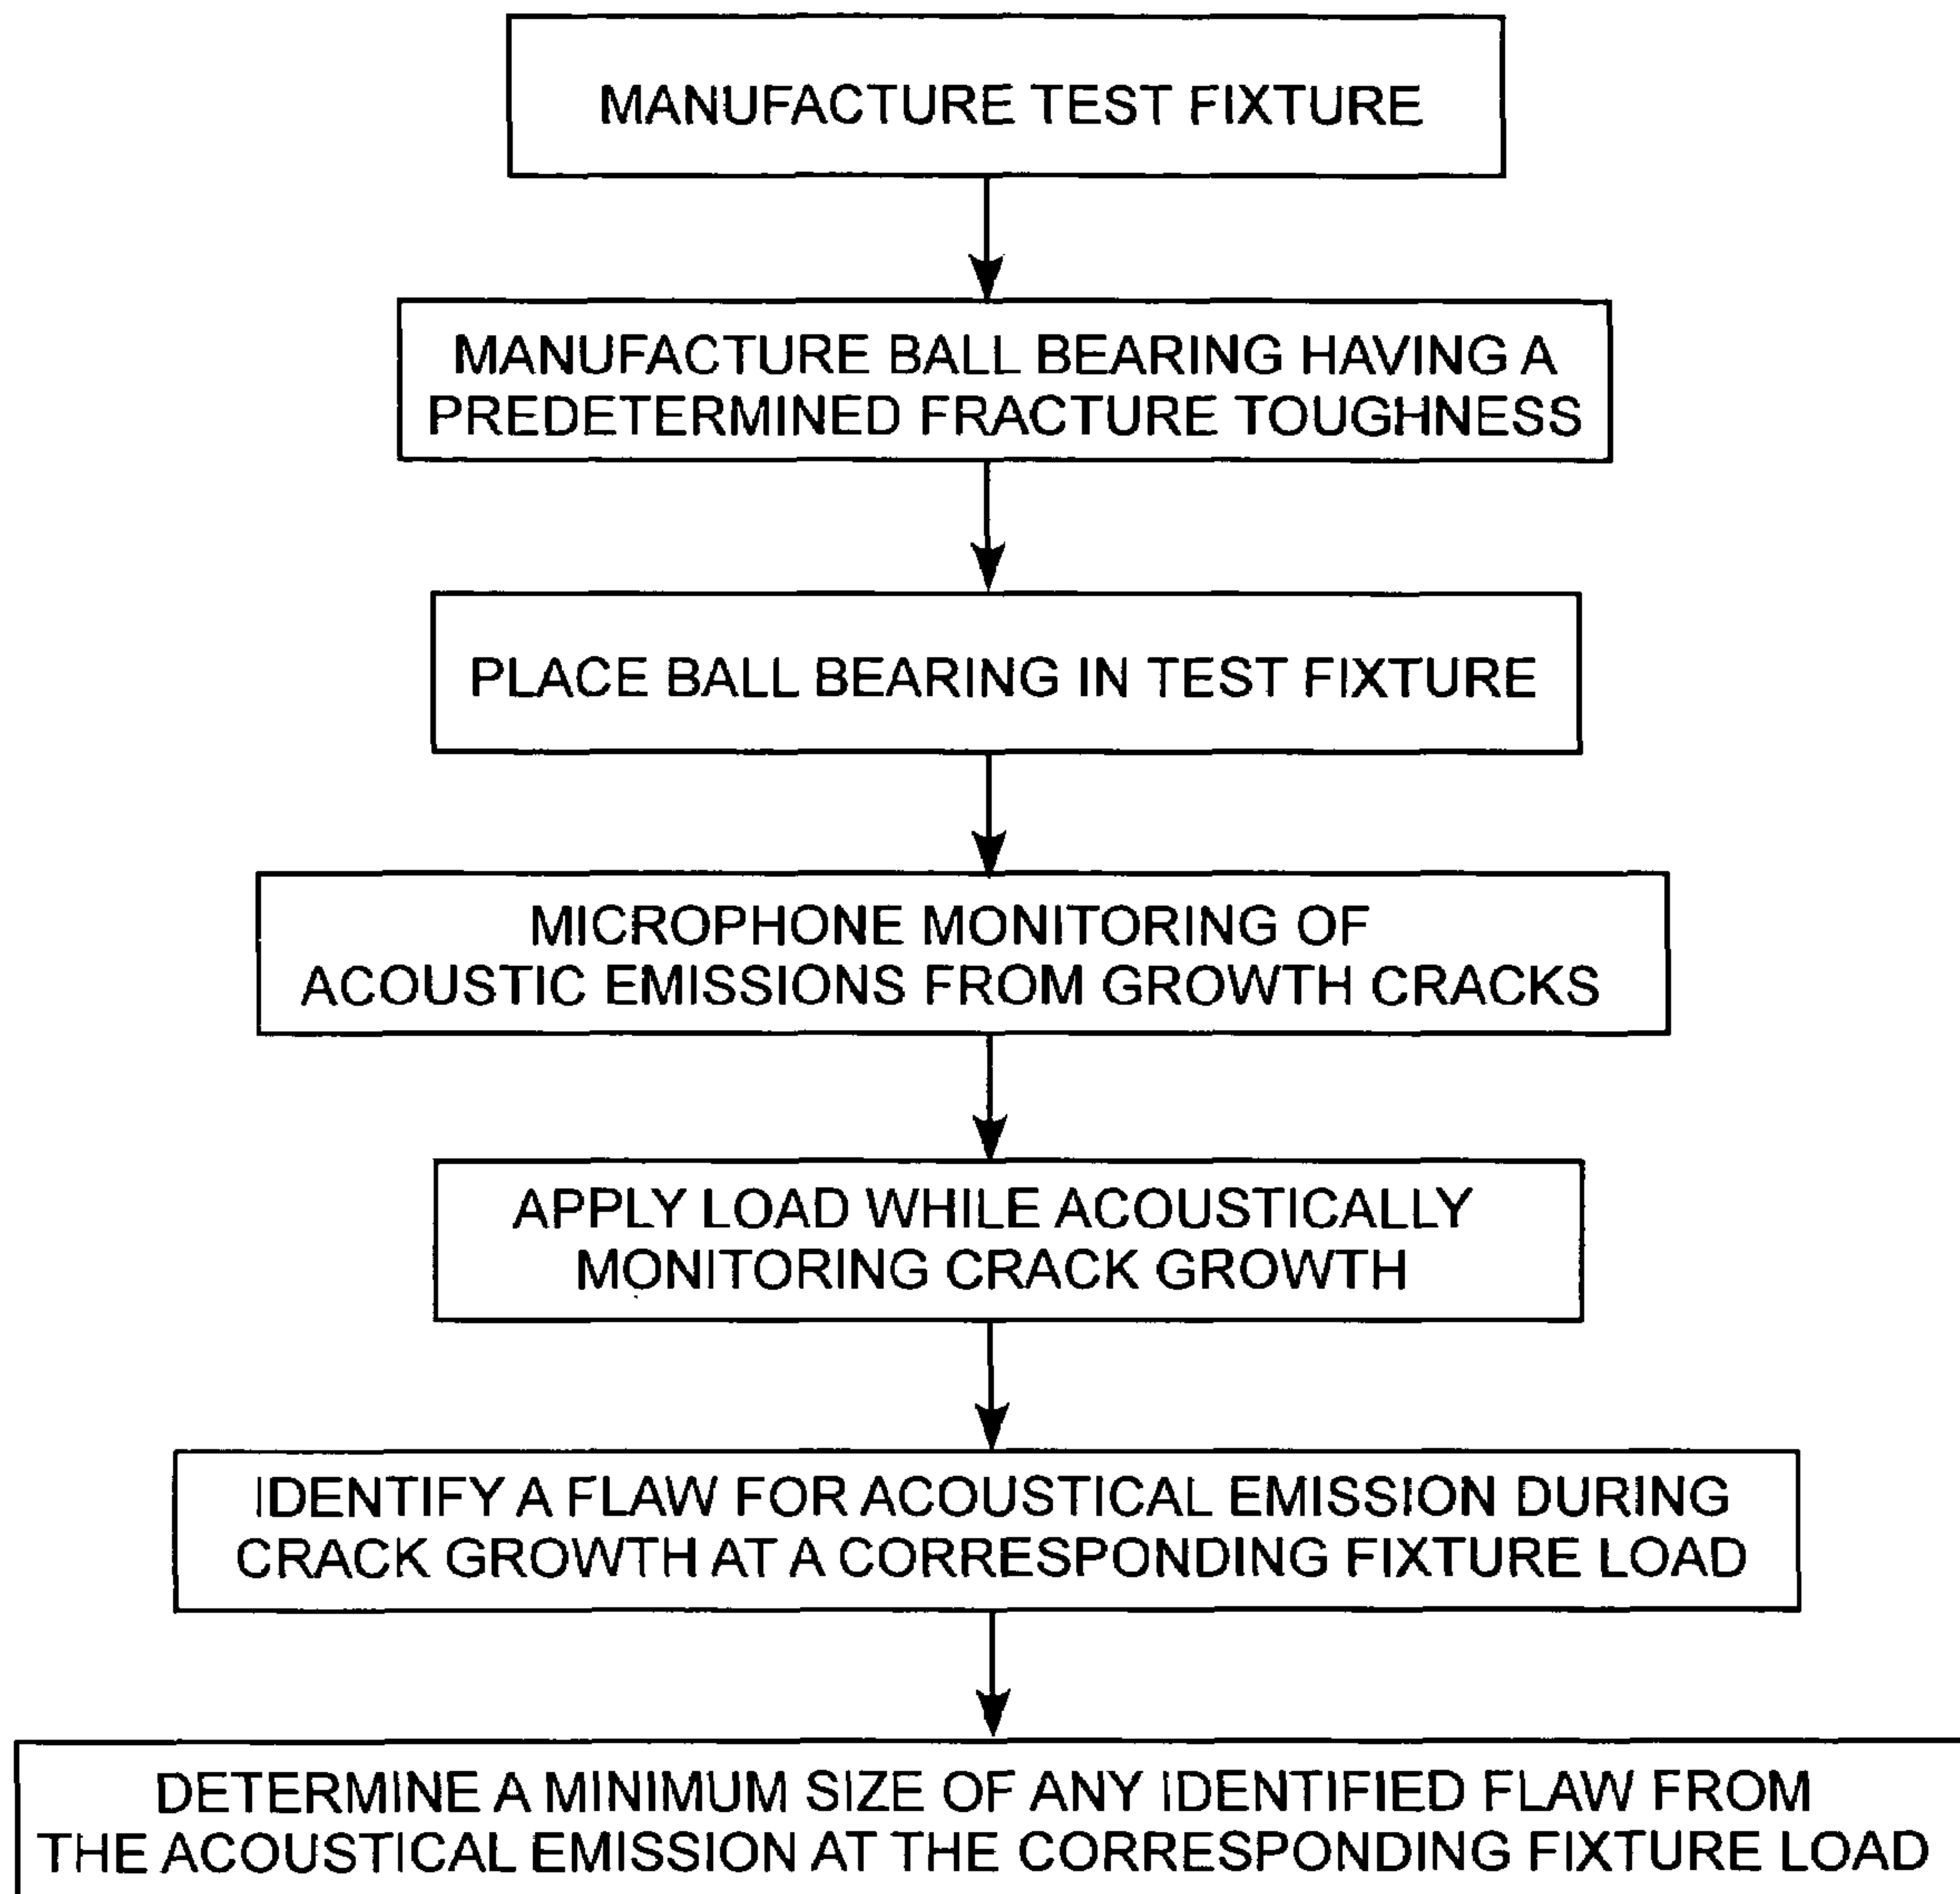 MANUFACTURE TEST FIXTURE
MANUFACTURE BALL BEARING HAVING A
PREDETERMINED FRACTURE TOUGHNESS
PLACE BALL BEARING IN TEST FIXTURE
MICROPHONE MONITORING OF
ACOUSTIC EMISSIONS FROM GROWTH CRACKS
APPLY LOAD WHILE ACOUSTICALLY
MONITORING CRACK GROWTH
IDENTIFY A FLAW FOR ACOUSTICAL EMISSION DURING
CRACK GROWTH AT A CORRESPONDING FIXTURE LOAD
DETERMINE A MINIMUM SIZE OF ANY IDENTIFIED FLAW FROM
THE ACOUSTICAL EMISSION AT THE CORRESPONDING FIXTURE LOAD